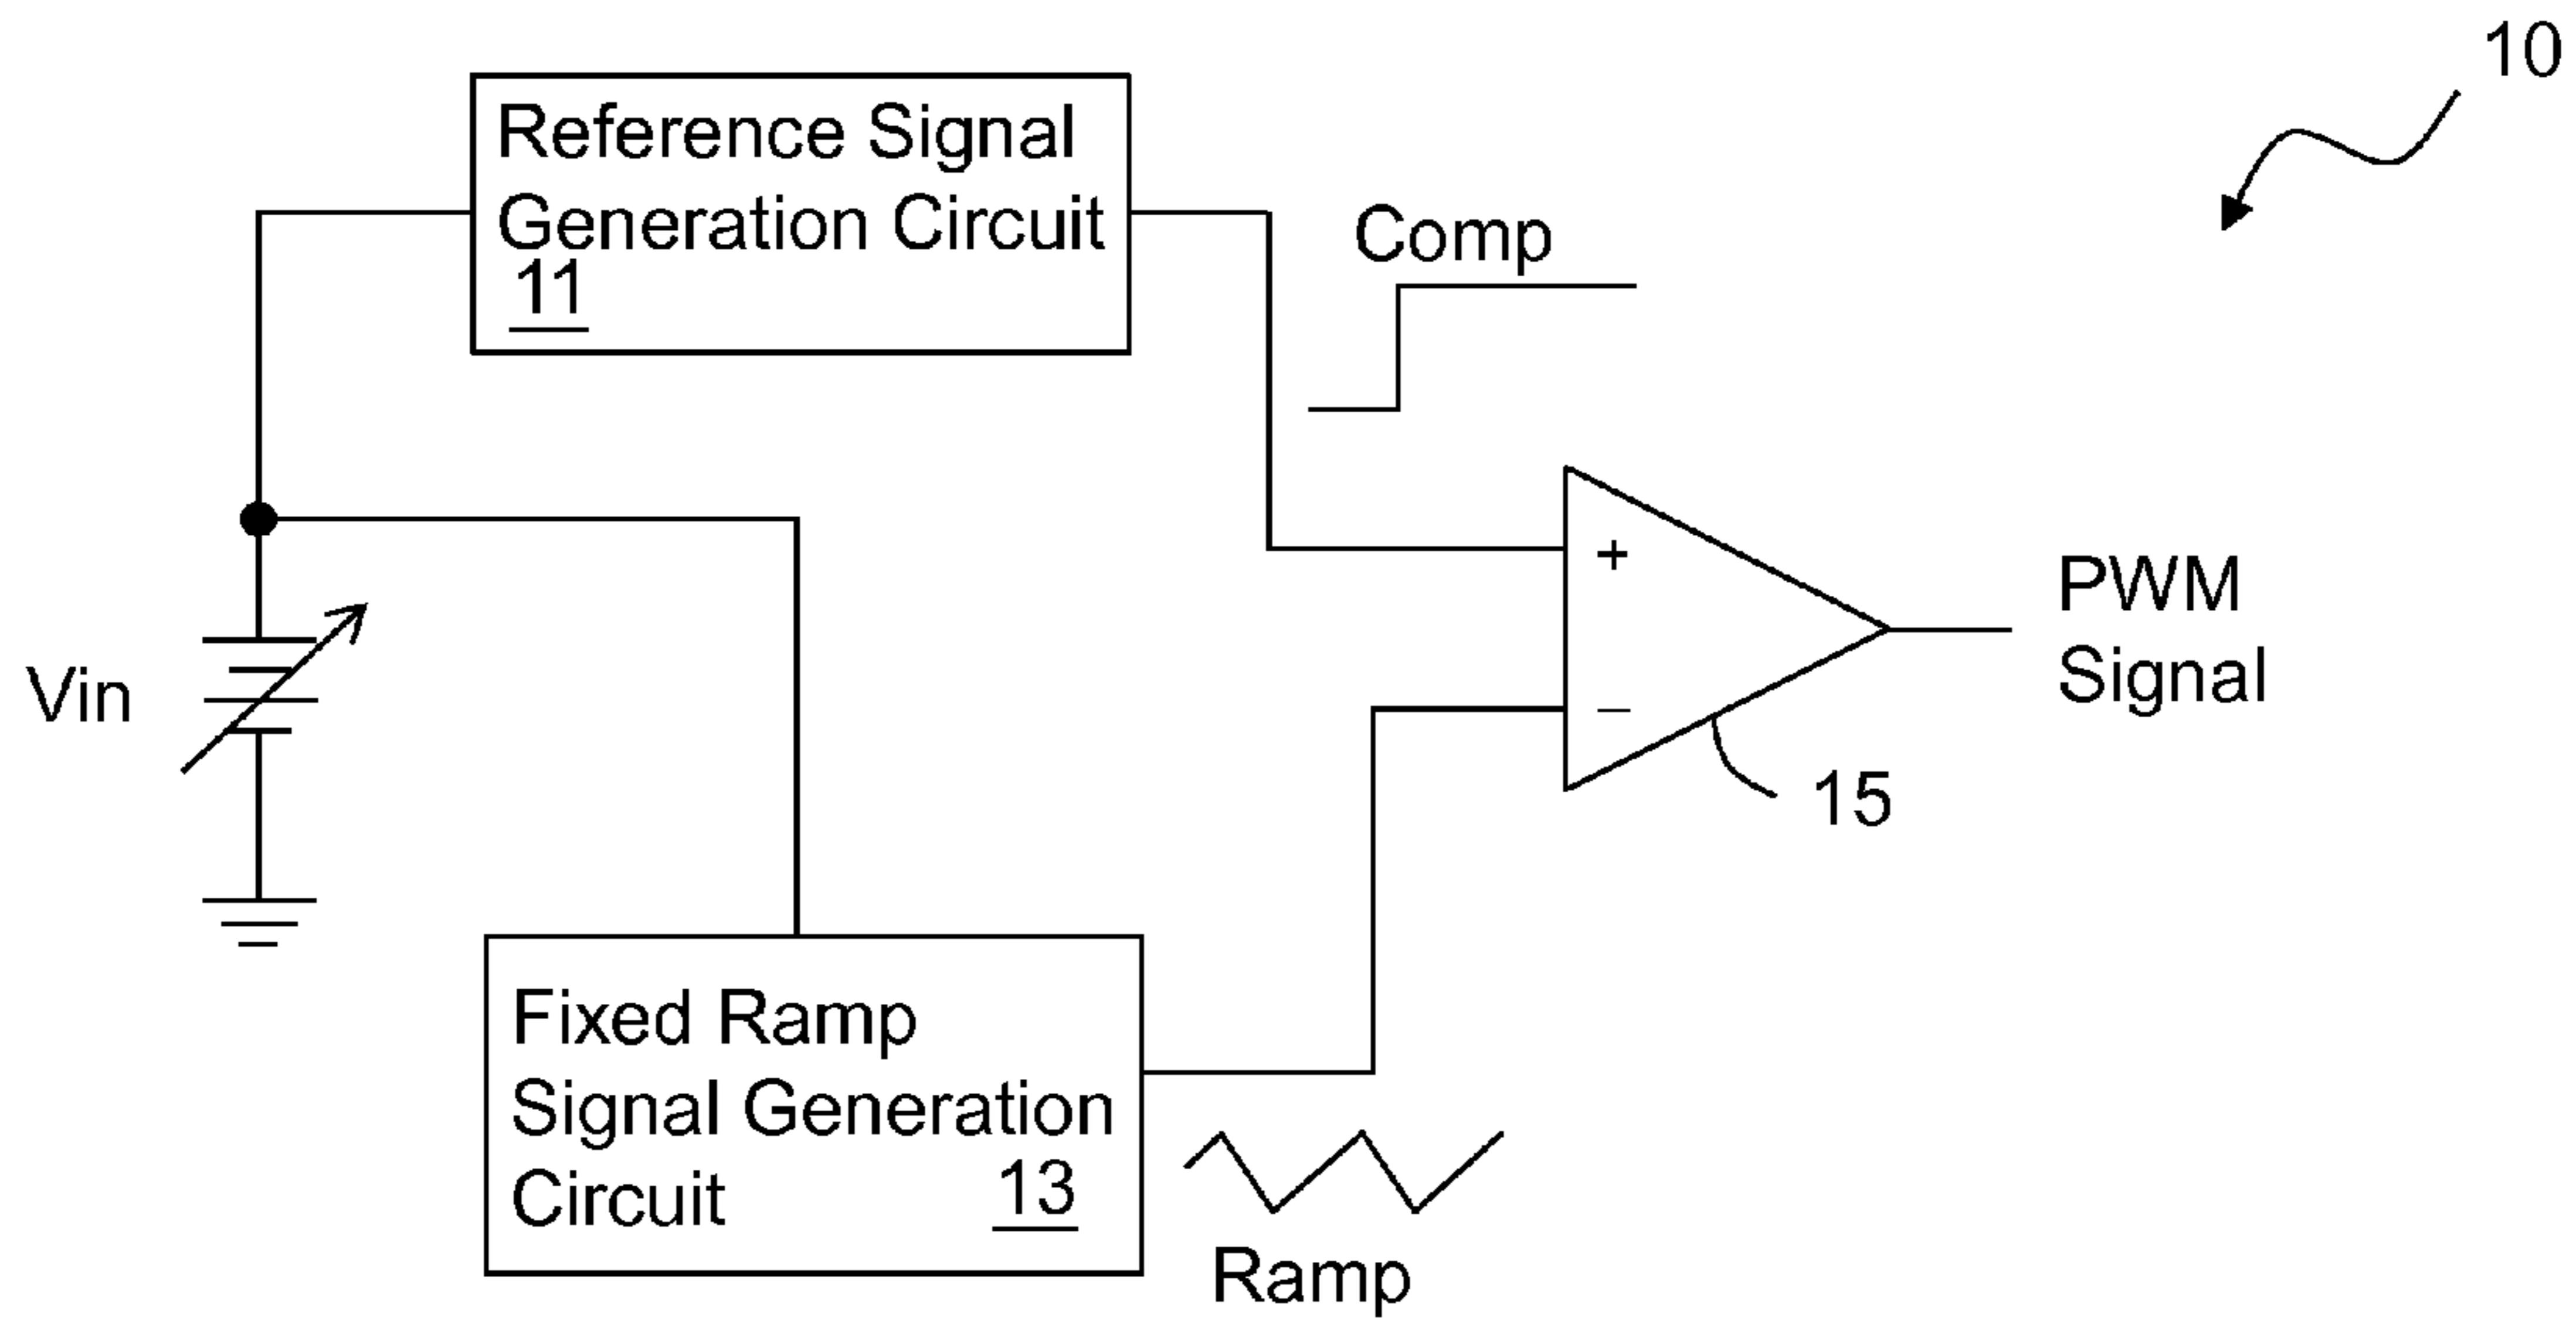 10
Reference Signal
Generation Circuit
11
Comp
+
PWM
Signal
Vin
–
15
Fixed Ramp
Signal Generation
Circuit 13
Ramp